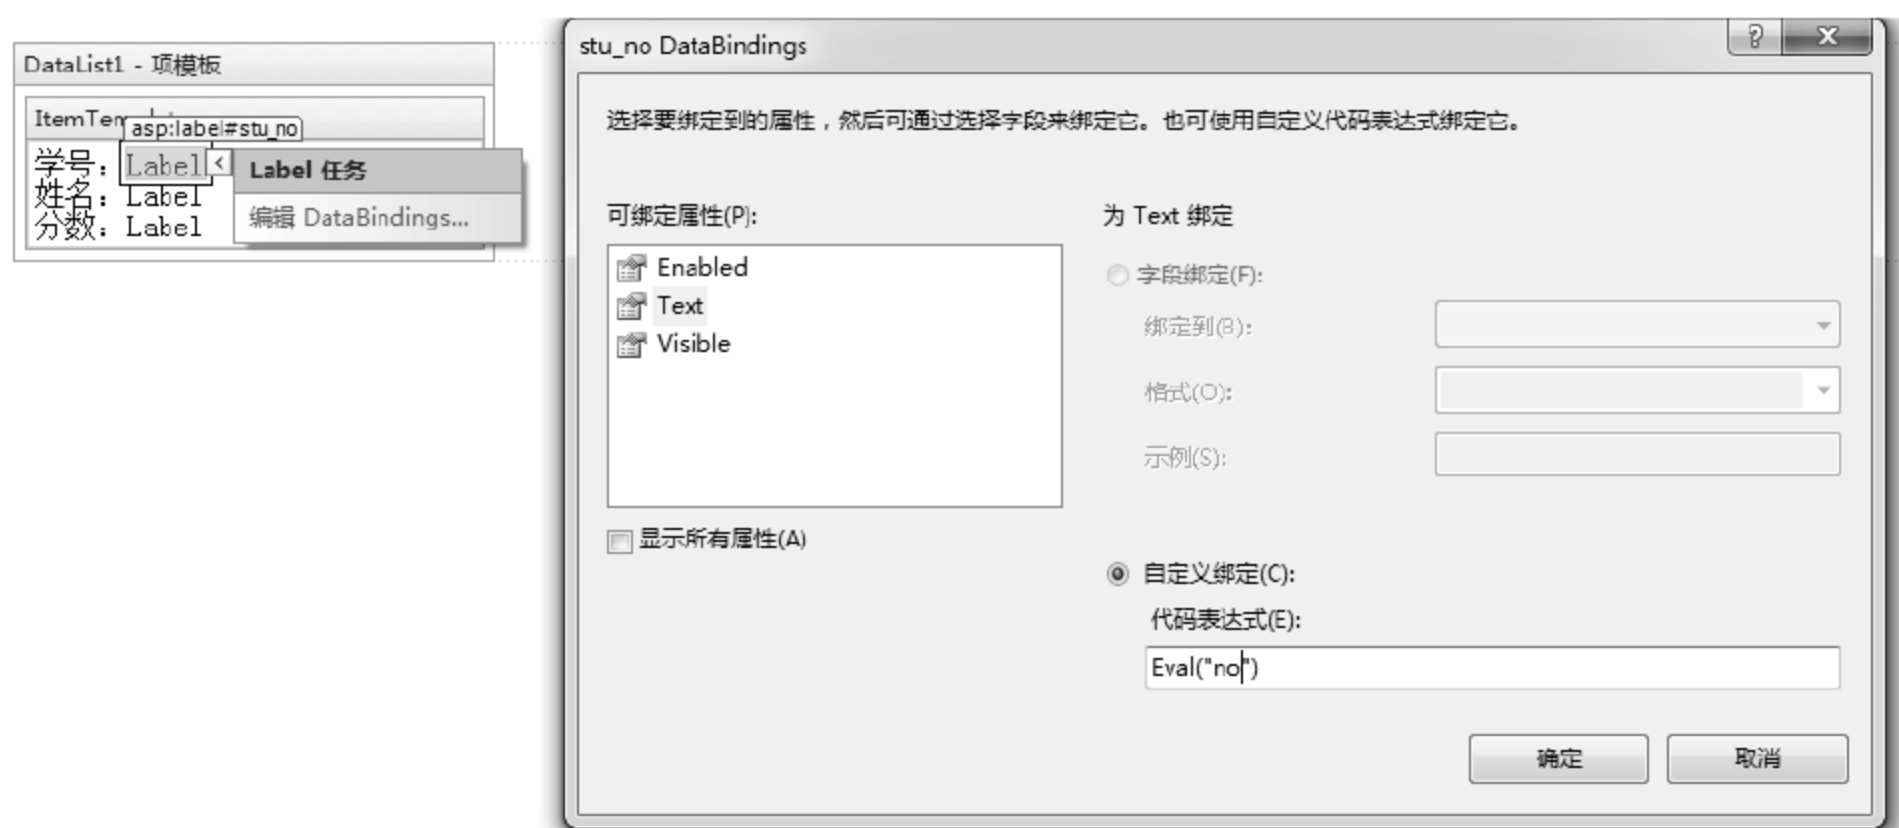 DataList1 - 项模板
asp:label#stu_no
学号：Label
姓名：Label
分数：Label
<
Label 任务
编辑 DataBindings...
stu_no DataBindings
?
x
选择要绑定到的属性，然后可通过选择字段来绑定它。也可使用自定义代码表达式绑定它。
可绑定属性(P):
Enabled
Text
Visible
显示所有属性(A)
为 Text 绑定
字段绑定(F):
绑定到(B):
格式(O):
示例(S):
自定义绑定(C):
代码表达式(E):
Eval("no")
确定
取消